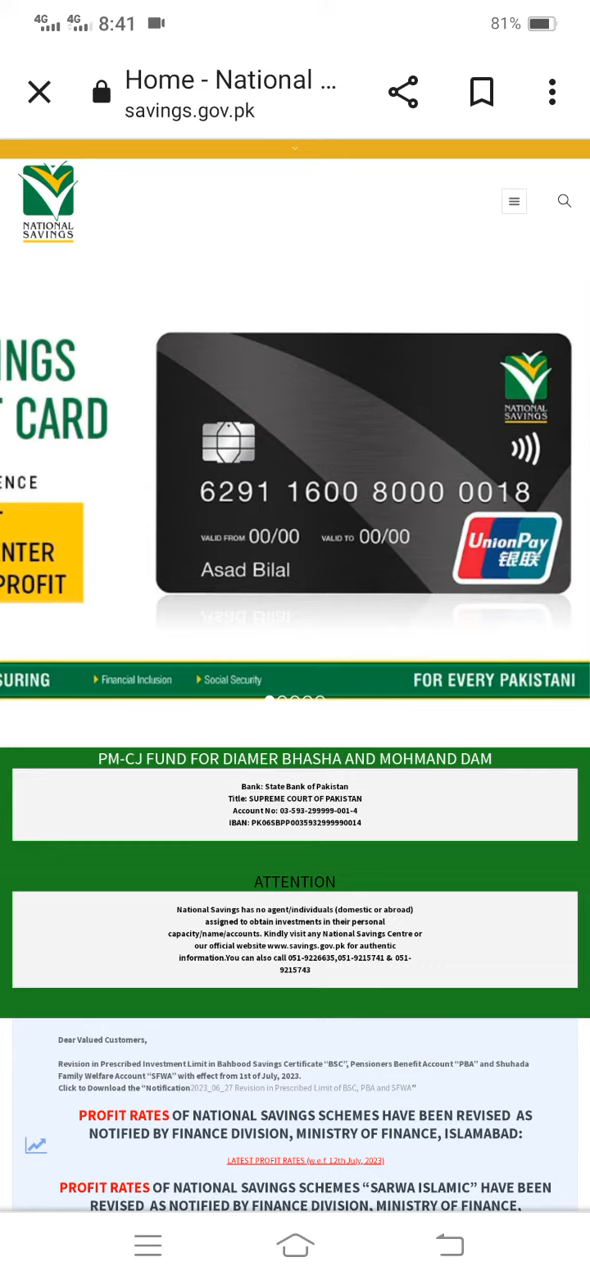 4G 4G 8:41 81%
Home - National ...
savings.gov.pk
NATIONAL
SAVINGS
INGS
T CARD
ENCE
NTER
PROFIT
NATIONAL
SAVINGS
6291 1600 8000 0018
VALID FROM 00/00 VALID TO 00/00
Asad Bilal
UnionPay
银联
SURING Financial Inclusion Social Security FOR EVERY PAKISTANI
PM-CJ FUND FOR DIAMER BHASHA AND MOHMAND DAM
Bank: State Bank of Pakistan
Title: SUPREME COURT OF PAKISTAN
Account No: 03-593-299999-001-4
IBAN: PK06SBPP0035932999990014
ATTENTION
National Savings has no agent/individuals (domestic or abroad)
assigned to obtain investments in their personal
capacity/name/accounts. Kindly visit any National Savings Centre or
our official website www.savings.gov.pk for authentic
information.You can also call 051-9226635,051-9215741 & 051-
9215743
Dear Valued Customers,
Revision in Prescribed Investment Limit in Bahbood Savings Certificate “BSC”, Pensioners Benefit Account “PBA” and Shuhada
Family Welfare Account “SFWA” with effect from 1st of July, 2023.
Click to Download the “Notification2023_06_27 Revision in Prescribed Limit of BSC, PBA and SFWA”
PROFIT RATES OF NATIONAL SAVINGS SCHEMES HAVE BEEN REVISED AS
NOTIFIED BY FINANCE DIVISION, MINISTRY OF FINANCE, ISLAMABAD:
LATEST PROFIT RATES (w.e.f. 12th July, 2023)
PROFIT RATES OF NATIONAL SAVINGS SCHEMES “SARWA ISLAMIC” HAVE BEEN
REVISED AS NOTIFIED BY FINANCE DIVISION, MINISTRY OF FINANCE,